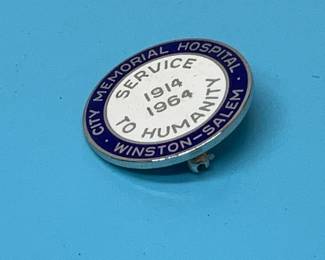 · CITY MEMORIAL HOSPITAL ·
WINSTON-SALEM
SERVICE
1914
1964
TO HUMANITY